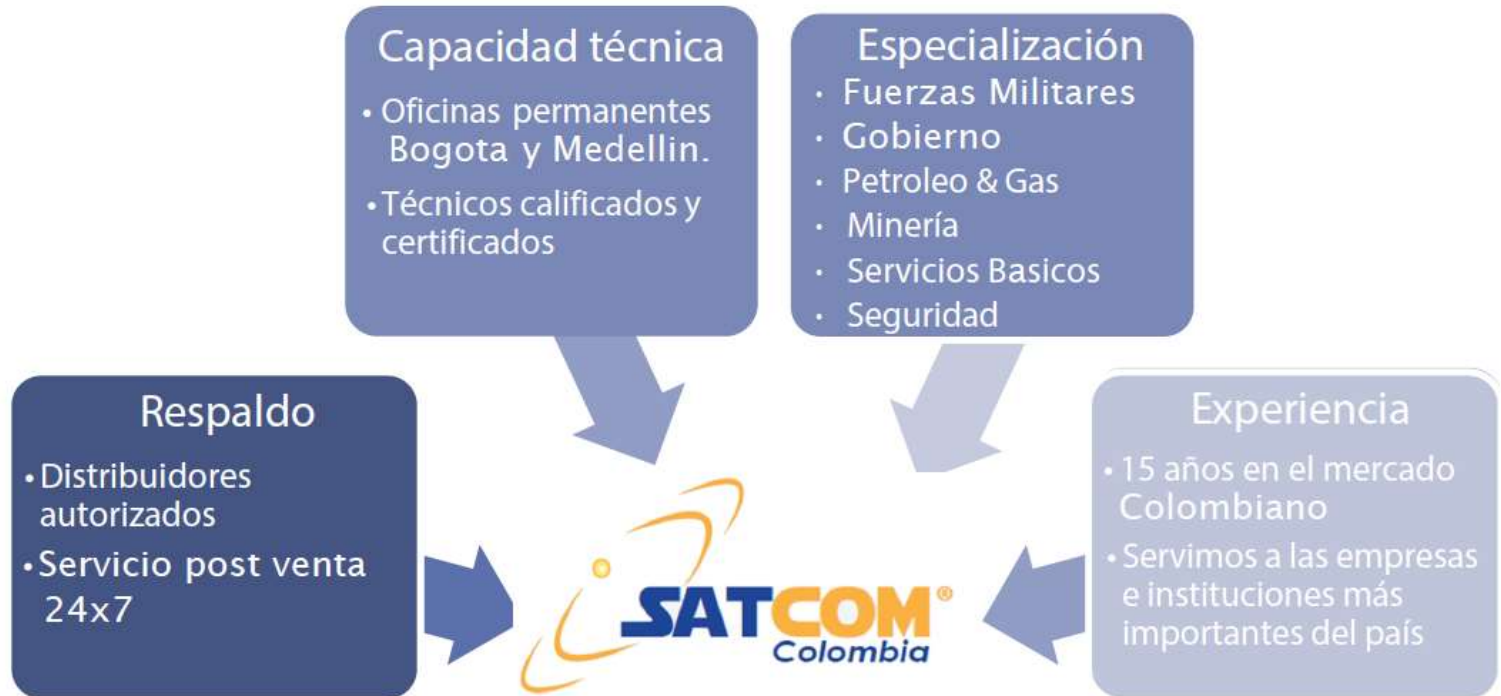 Capacidad técnica
• Oficinas permanentes
Bogota y Medellin.
• Técnicos calificados y
certificados
Especialización
• Fuerzas Militares
• Gobierno
• Petroleo & Gas
• Minería
• Servicios Basicos
• Seguridad
Respaldo
• Distribuidores
autorizados
• Servicio post venta
24x7
Experiencia
• 15 años en el mercado
Colombiano
• Servimos a las empresas
e instituciones más
importantes del país
SATCOM®
Colombia